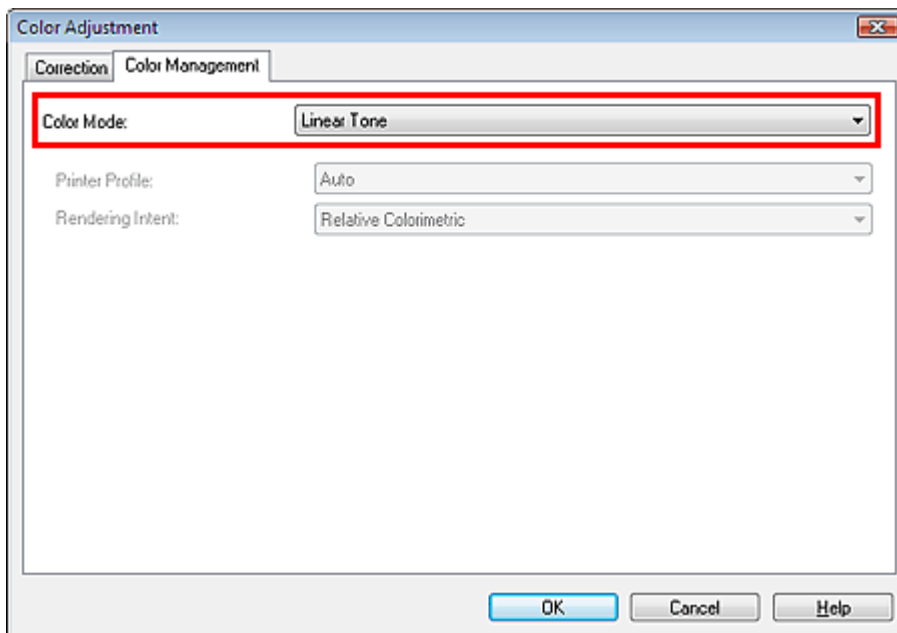 Color Adjustment
Correction Color Management
Color Mode: Linear Tone
Printer Profile: Auto
Rendering Intent: Relative Colorimetric
OK Cancel Help